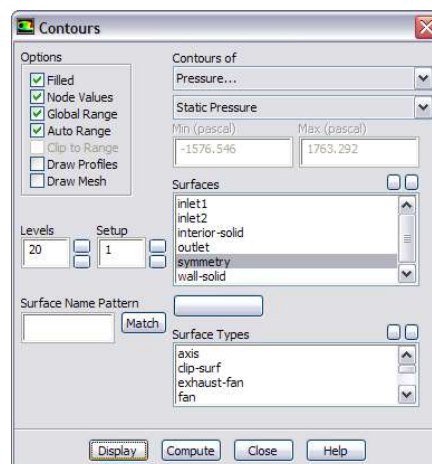 Contours
Options
Filled
Node Values
Global Range
Auto Range
Clip to Range
Draw Profiles
Draw Mesh
Levels
20
Setup
1
Surface Name Pattern
Match
Contours of
Pressure...
Static Pressure
Min (pascal)
Max (pascal)
-1576.546
1763.292
Surfaces
inlet1
inlet2
interior-solid
outlet
symmetry
wall-solid
Surface Types
axis
clip-surf
exhaust-fan
fan
Display
Compute
Close
Help